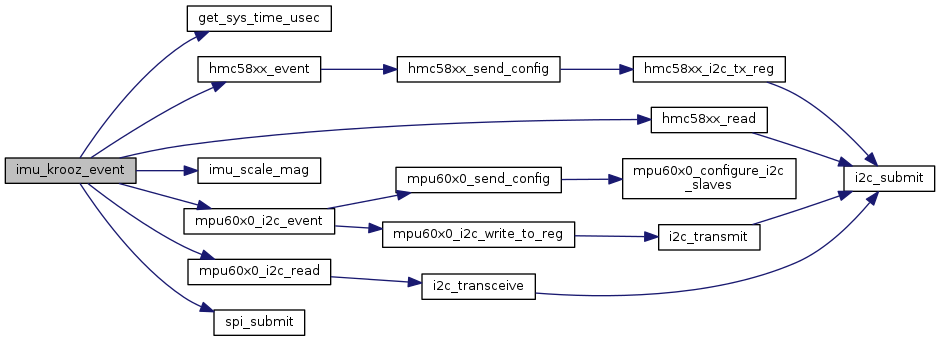 get_sys_time_usec
hmc58xx_event
hmc58xx_send_config
hmc58xx_i2c_tx_reg
hmc58xx_read
imu_krooz_event
imu_scale_mag
mpu60x0_send_config
mpu60x0_configure_i2c
_slaves
i2c_submit
mpu60x0_i2c_event
mpu60x0_i2c_write_to_reg
i2c_transmit
mpu60x0_i2c_read
i2c_transceive
spi_submit